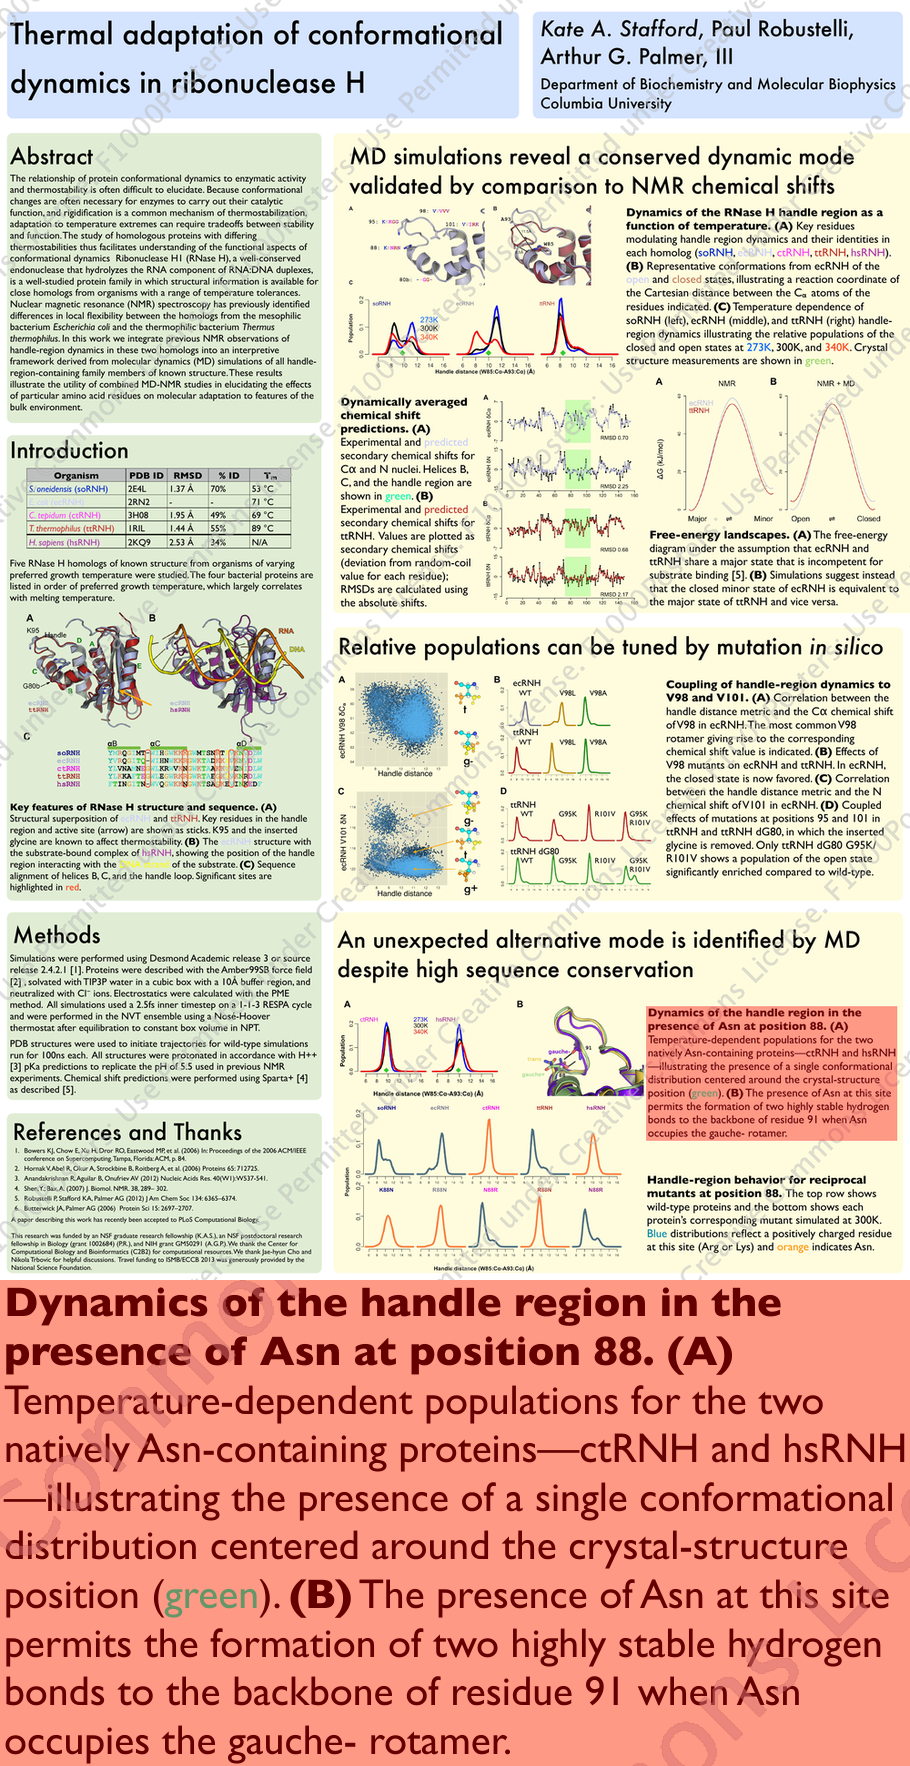 Thermal adaptation of conformational
dynamics in ribonuclease H
Kate A. Stafford, Paul Robustelli,
Arthur G. Palmer, III
Department of Biochemistry and Molecular Biophysics
Columbia University
Abstract
The relationship of protein conformational dynamics to enzymatic activity
and thermostability is often difficult to elucidate. Because conformational
changes are often necessary for enzymes to carry out their catalytic
function, and rigidification is a common mechanism of thermostabilization,
adaptation to temperature extremes can require tradeoffs between stability
and function. The study of homologous proteins with differing
thermostabilities thus facilitates understanding of the functional aspects of
conformational dynamics. Ribonuclease H1 (RNase H), a well-conserved
endonuclease that hydrolyzes the RNA component of RNA:DNA duplexes,
is a well-studied protein family in which structural information is available for
close homologs from organisms with a range of temperature tolerances.
Nuclear magnetic resonance (NMR) spectroscopy has previously identified
differences in local flexibility between the homologs from the mesophilic
bacterium Escherichia coli and the thermophilic bacterium Thermus
thermophilus. In this work we integrate previous NMR observations of
handle-region dynamics in these two homologs into an interpretive
framework derived from molecular dynamics (MD) simulations of all handle-
region-containing family members of known structure. These results
illustrate the utility of combined MD-NMR studies in elucidating the effects
of particular amino acid residues on molecular adaptation to features of the
bulk environment.
Introduction
Organism PDB ID RMSD % ID Tm
S. oneidensis (soRNH) 2E4L 1.37 Å 70% 53 °C
2RN2 - - 71 °C
C. tepidum (ctRNH) 3H08 1.95 Å 49% 69 °C
T. thermophilus (ttRNH) 1RIL 1.44 Å 55% 89 °C
H. sapiens (hsRNH) 2KQ9 2.53 Å 34% N/A
Five RNase H homologs of known structure from organisms of varying
preferred growth temperature were studied. The four bacterial proteins are
listed in order of preferred growth temperature, which largely correlates
with melting temperature.
A
B
K95
Handle
G80b
ecRNH
ttRNH
ecRNH
hsRNH
RNA
DNA
C
αB αC αD
soRNH
ecRNH
ctRNH
ttRNH
hsRNH
Key features of RNase H structure and sequence. (A)
Structural superposition of ecRNH and ttRNH. Key residues in the handle
region and active site (arrow) are shown as sticks. K95 and the inserted
glycine are known to affect thermostability. (B) The ecRNH structure with
the substrate-bound complex of hsRNH, showing the position of the handle
region interacting with the DNA strand of the substrate. (C) Sequence
alignment of helices B, C, and the handle loop. Significant sites are
highlighted in red.
Methods
Simulations were performed using Desmond Academic release 3 or source
release 2.4.2.1 [1]. Proteins were described with the Amber99SB force field
[2], solvated with TIP3P water in a cubic box with a 10Å buffer region, and
neutralized with Cl⁻ ions. Electrostatics were calculated with the PME
method. All simulations used a 2.5fs inner timestep on a 1-1-3 RESPA cycle
and were performed in the NVT ensemble using a Nose-Hoover
thermostat after equilibration to constant box volume in NPT.
PDB structures were used to initiate trajectories for wild-type simulations
run for 100ns each. All structures were protonated in accordance with H++
[3] pKa predictions to replicate the pH of 5.5 used in previous NMR
experiments. Chemical shift predictions were performed using Sparta+ [4]
as described [5].
References and Thanks
1. Bowers KJ, Chow E, Xu H, Dror RO, Eastwood MP, et al. (2006) In: Proceedings of the 2006 ACM/IEEE
conference on Supercomputing. Tampa, Florida: ACM, p. 84.
2. Hornak V, Abel R, Okur A, Strockbine B, Roitberg A, et al. (2006) Proteins 65: 712725.
3. Anandakrishnan R, Aguilar B, Onufriev AV (2012) Nucleic Acids Res. 40(W1):W537-541.
4. Shen Y, Bax A. (2007) J. Biomol. NMR, 38, 289–302.
5. Robustelli P, Stafford KA, Palmer AG (2012) J Am Chem Soc 134: 6365–6374.
6. Butterwick JA, Palmer AG (2006) Protein Sci 15: 2697–2707.
A paper describing this work has recently been accepted to PLoS Computational Biology.
This research was funded by an NSF graduate research fellowship (K.A.S.), an NSF postdoctoral research
fellowship in Biology (grant 1002684) (P.R.), and NIH grant GM50291 (A.G.P.). We thank the Center for
Computational Biology and Bioinformatics (C2B2) for computational resources. We thank Jae-hyun Cho and
Nikola Trbovic for helpful discussions. Travel funding to ISMB/ECCB 2013 was generously provided by the
National Science Foundation.
MD simulations reveal a conserved dynamic mode
validated by comparison to NMR chemical shifts
Dynamics of the RNase H handle region as a
function of temperature. (A) Key residues
modulating handle region dynamics and their identities in
each homolog (soRNH, ecRNH, ctRNH, ttRNH, hsRNH).
(B) Representative conformations from ecRNH of the
open and closed states, illustrating a reaction coordinate of
the Cartesian distance between the Cα atoms of the
residues indicated. (C) Temperature dependence of
soRNH (left), ecRNH (middle), and ttRNH (right) handle-
region dynamics illustrating the relative populations of the
closed and open states at 273K, 300K, and 340K. Crystal
structure measurements are shown in green.
soRNH ecRNH ttRNH
273K
300K
340K
Population
Handle distance (W85:Cα-A93:Cα) (Å)
Dynamically averaged
chemical shift
predictions. (A)
Experimental and predicted
secondary chemical shifts for
Cα and N nuclei. Helices B,
C, and the handle region are
shown in green. (B)
Experimental and predicted
secondary chemical shifts for
ttRNH. Values are plotted as
secondary chemical shifts
(deviation from random-coil
value for each residue);
RMSDs are calculated using
the absolute shifts.
RMSD 0.70
RMSD 2.25
RMSD 0.68
RMSD 2.17
A NMR B NMR + MD
ecRNH
ttRNH
ΔG (kJ/mol)
Major ⇌ Minor Open ⇌ Closed
Free-energy landscapes. (A) The free-energy
diagram under the assumption that ecRNH and
ttRNH share a major state that is incompetent for
substrate binding [5]. (B) Simulations suggest instead
that the closed minor state of ecRNH is equivalent to
the major state of ttRNH and vice versa.
Relative populations can be tuned by mutation in silico
A
ecRNH V98 δCα
Handle distance
t
g-
B
ecRNH
WT V98L V98A
ttRNH
WT V98L V98A
Handle distance
C
ecRNH V101 δN
Handle distance
t
g-
g+
D
ttRNH
WT G95K R101V G95K
R101V
ttRNH dG80
WT G95K R101V G95K
R101V
Handle distance
Coupling of handle-region dynamics to
V98 and V101. (A) Correlation between the
handle distance metric and the Cα chemical shift
of V98 in ecRNH. The most common V98
rotamer giving rise to the corresponding
chemical shift value is indicated. (B) Effects of
V98 mutants on ecRNH and ttRNH. In ecRNH,
the closed state is now favored. (C) Correlation
between the handle distance metric and the N
chemical shift of V101 in ecRNH. (D) Coupled
effects of mutations at positions 95 and 101 in
ttRNH and ttRNH dG80, in which the inserted
glycine is removed. Only ttRNH dG80 G95K/
R101V shows a population of the open state
significantly enriched compared to wild-type.
An unexpected alternative mode is identified by MD
despite high sequence conservation
A
ctRNH
273K
300K
340K
hsRNH
Population
Handle distance (W85:Cα-A93:Cα) (Å)
B
trans
gauche-
gauche+
91
Dynamics of the handle region in the
presence of Asn at position 88. (A)
Temperature-dependent populations for the two
natively Asn-containing proteins—ctRNH and hsRNH
—illustrating the presence of a single conformational
distribution centered around the crystal-structure
position (green). (B) The presence of Asn at this site
permits the formation of two highly stable hydrogen
bonds to the backbone of residue 91 when Asn
occupies the gauche- rotamer.
soRNH ecRNH ctRNH ttRNH hsRNH
K88N R88N N88R R88N N88R
Population
Handle distance (W85:Cα-A93:Cα) (Å)
Handle-region behavior for reciprocal
mutants at position 88. The top row shows
wild-type proteins and the bottom shows each
protein's corresponding mutant simulated at 300K.
Blue distributions reflect a positively charged residue
at this site (Arg or Lys) and orange indicates Asn.
Dynamics of the handle region in the
presence of Asn at position 88. (A)
Temperature-dependent populations for the two
natively Asn-containing proteins—ctRNH and hsRNH
—illustrating the presence of a single conformational
distribution centered around the crystal-structure
position (green). (B) The presence of Asn at this site
permits the formation of two highly stable hydrogen
bonds to the backbone of residue 91 when Asn
occupies the gauche- rotamer.